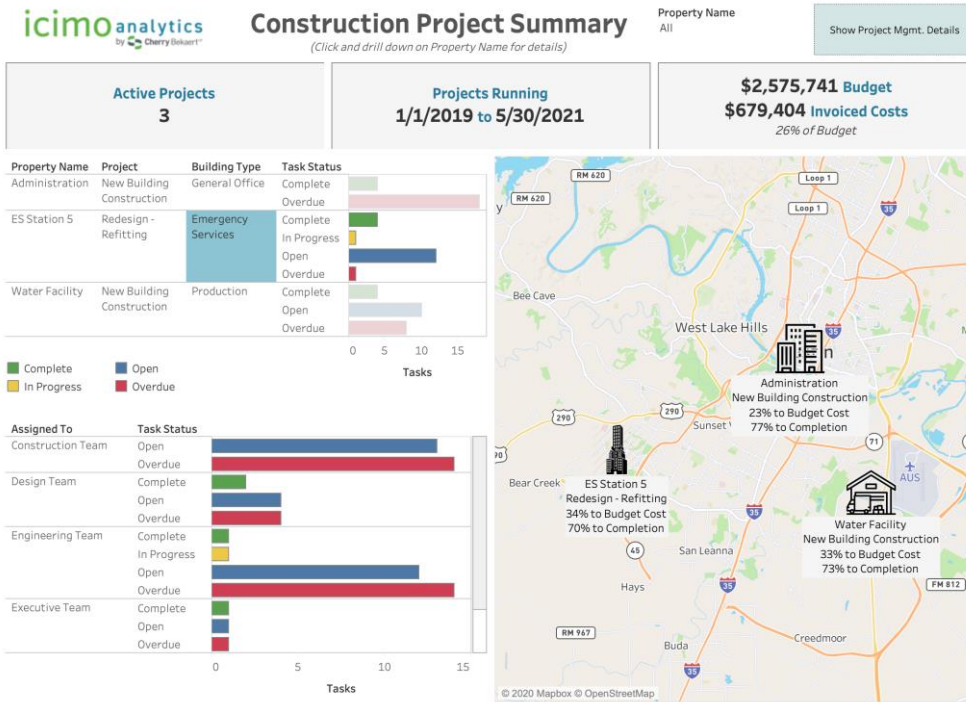 icimo analytics
by Cherry Bekaert
Construction Project Summary
(Click and drill down on Property Name for details)
Property Name
All
Show Project Mgmt. Details
Active Projects
3
Projects Running
1/1/2019 to 5/30/2021
$2,575,741 Budget
$679,404 Invoiced Costs
26% of Budget
Property Name Project Building Type Task Status
Administration New Building Construction General Office Complete
Overdue
ES Station 5 Redesign - Refitting Emergency Services Complete
In Progress
Open
Overdue
Water Facility New Building Construction Production Complete
Open
Overdue
0 5 10 15
Tasks
Complete Open
In Progress Overdue
Assigned To Task Status
Construction Team Open
Overdue
Design Team Complete
Open
Overdue
Engineering Team Complete
In Progress
Open
Overdue
Executive Team Complete
Open
Overdue
0 5 10 15
Tasks
RM 620
Loop 1
RM 620
Loop 1
35
Bee Cave
West Lake Hills
35
Administration
New Building Construction
23% to Budget Cost
77% to Completion
290
290
Sunset
71
AUS
Bear Creek
ES Station 5
Redesign - Refitting
34% to Budget Cost
70% to Completion
35
Water Facility
New Building Construction
33% to Budget Cost
73% to Completion
45
San Leanna
Hays
35
FM 812
RM 967
Creedmoor
Buda
35
© 2020 Mapbox © OpenStreetMap